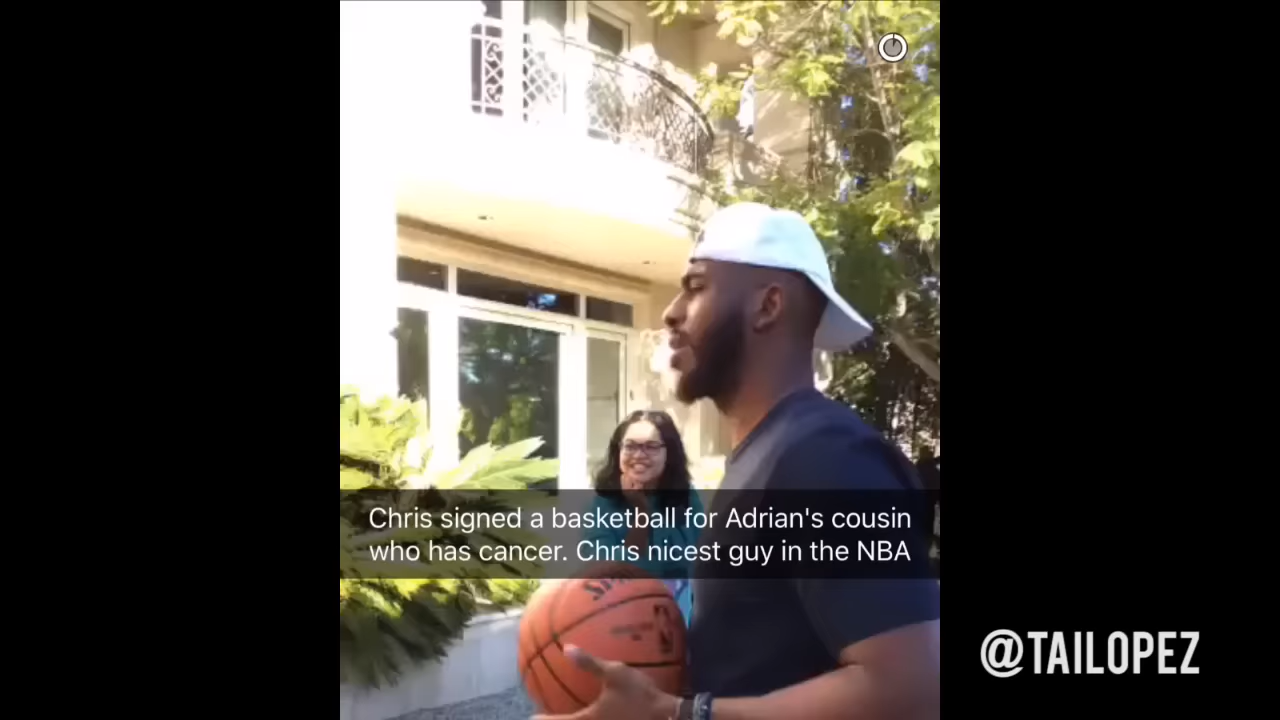 Chris signed a basketball for Adrian's cousin
who has cancer. Chris nicest guy in the NBA
@TAILOPEZ